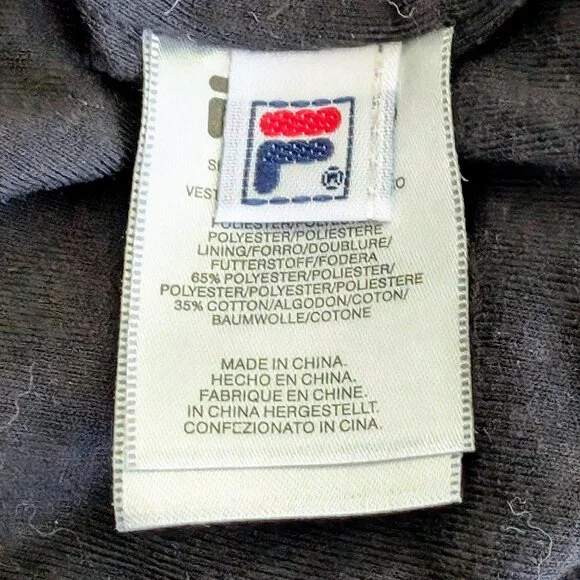 F
®
POLYESTER/POLIESTERE
LINING/FORRO/DOUBLURE/
FUTTERSTOFF/FODERA
65% POLYESTER/POLIESTER/
POLYESTER/POLYESTER/POLIESTERE
35% COTTON/ALGODON/COTON/
BAUMWOLLE/COTONE
MADE IN CHINA.
HECHO EN CHINA.
FABRIQUE EN CHINE.
IN CHINA HERGESTELLT.
CONFEZIONATO IN CINA.